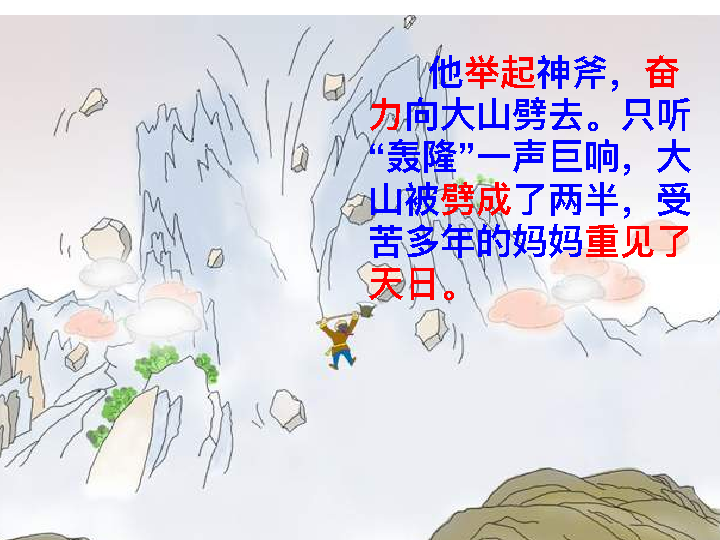 他举起神斧，奋
力向大山劈去。只听
“轰隆”一声巨响，大
山被劈成了两半，受
苦多年的妈妈重见了
天日。